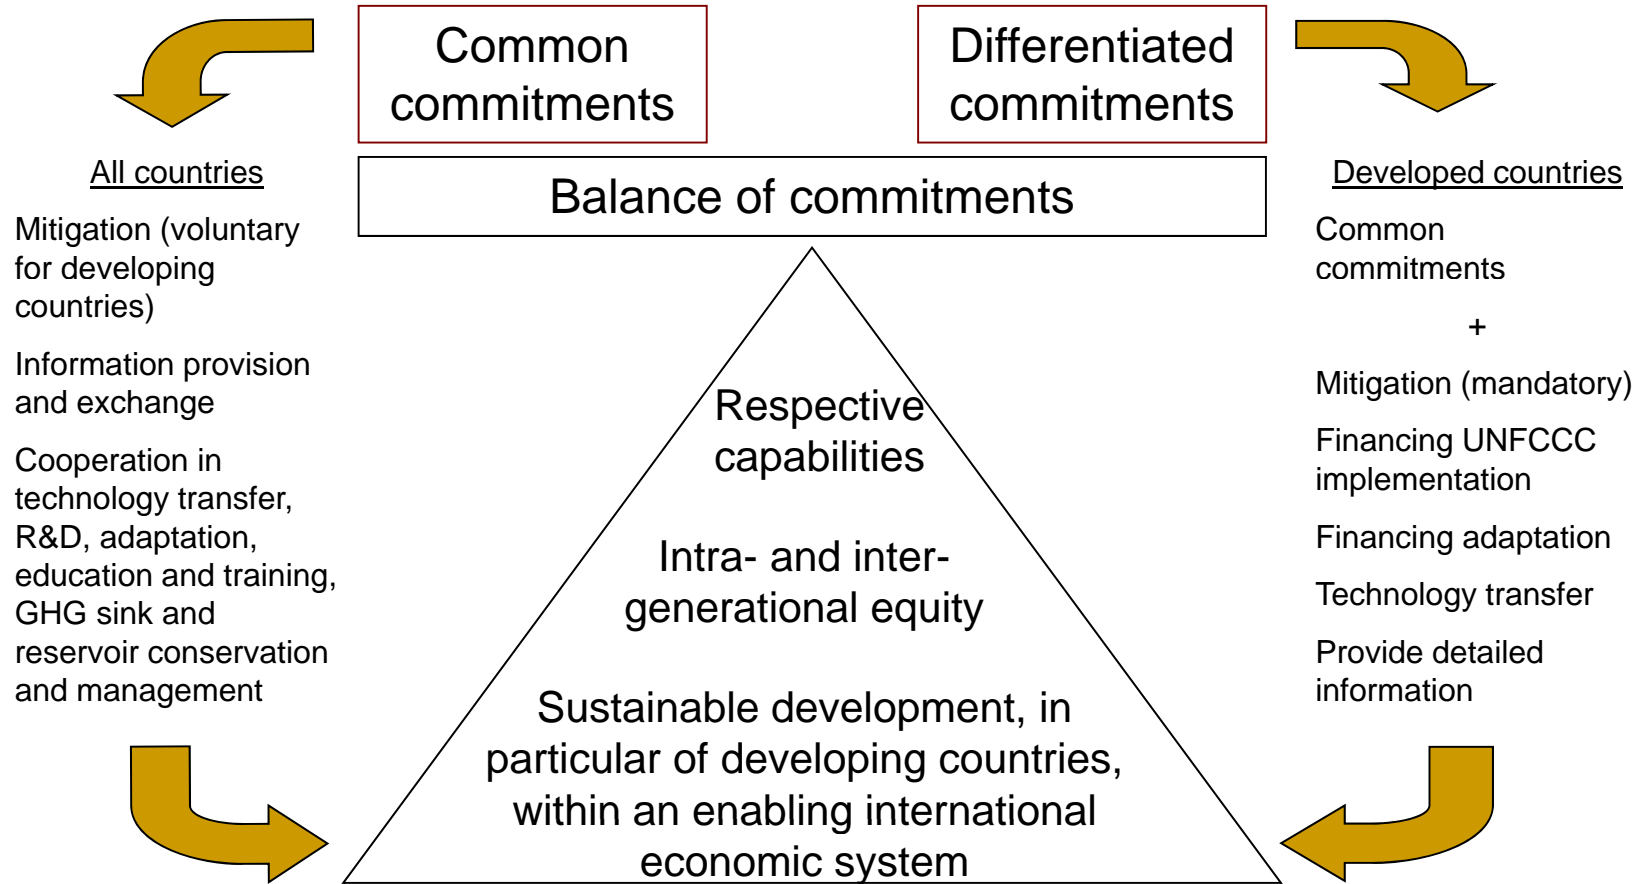 Common
commitments
Differentiated
commitments
Balance of commitments
All countries
Mitigation (voluntary
for developing
countries)
Information provision
and exchange
Cooperation in
technology transfer,
R&D, adaptation,
education and training,
GHG sink and
reservoir conservation
and management
Respective
capabilities
Intra- and inter-
generational equity
Sustainable development, in
particular of developing countries,
within an enabling international
economic system
Developed countries
Common
commitments
+
Mitigation (mandatory)
Financing UNFCCC
implementation
Financing adaptation
Technology transfer
Provide detailed
information